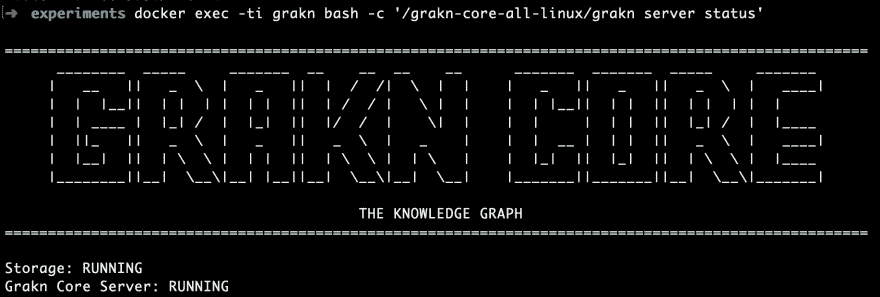 ➜ experiments docker exec -ti grakn bash -c '/grakn-core-all-linux/grakn server status'
GRAKN CORE
THE KNOWLEDGE GRAPH
Storage: RUNNING
Grakn Core Server: RUNNING